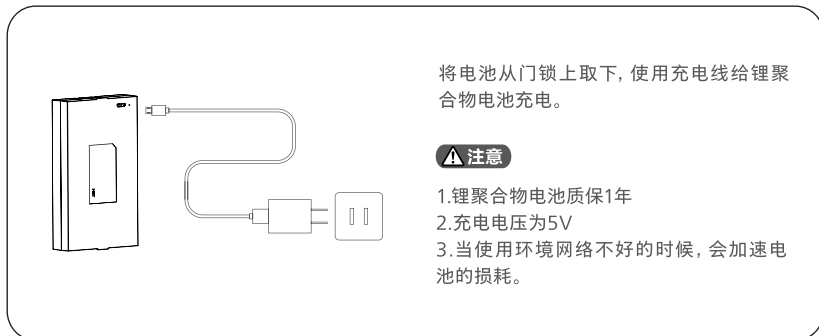 将电池从门锁上取下, 使用充电线给锂聚
合物电池充电。
注意
1.锂聚合物电池质保1年
2.充电电压为5V
3.当使用环境网络不好的时候, 会加速电
池的损耗。